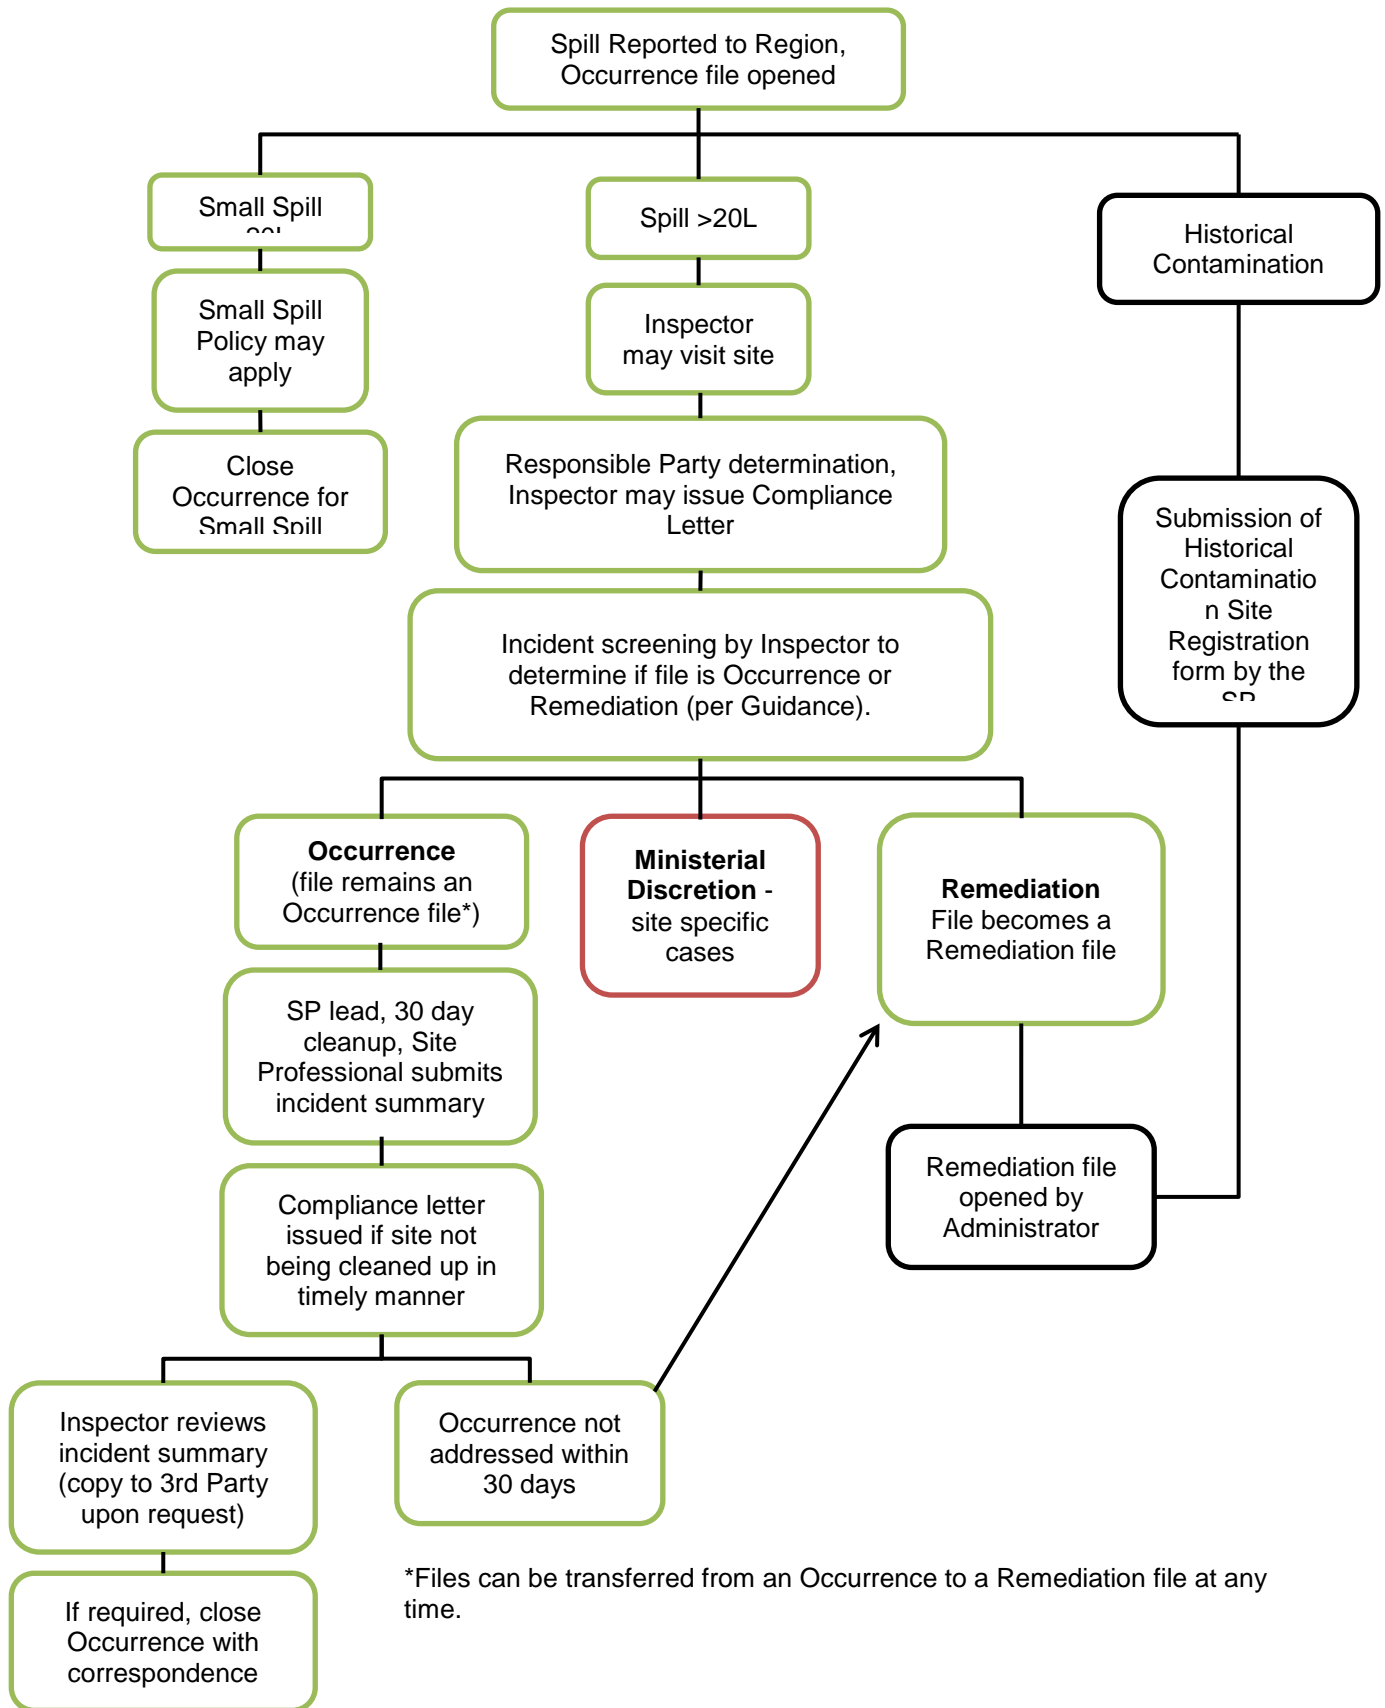 Spill Reported to Region,
Occurrence file opened
Small Spill
Spill >20L
Historical
Contamination
Small Spill
Policy may
apply
Inspector
may visit site
Close
Occurrence for
Small Spill
Responsible Party determination,
Inspector may issue Compliance
Letter
Submission of
Historical
Contaminatio
n Site
Registration
form by the
Incident screening by Inspector to
determine if file is Occurrence or
Remediation (per Guidance).
Occurrence
(file remains an
Occurrence file*)
Ministerial
Discretion -
site specific
cases
Remediation
File becomes a
Remediation file
SP lead, 30 day
cleanup, Site
Professional submits
incident summary
Remediation file
opened by
Administrator
Compliance letter
issued if site not
being cleaned up in
timely manner
Inspector reviews
incident summary
(copy to 3rd Party
upon request)
Occurrence not
addressed within
30 days
If required, close
Occurrence with
correspondence
*Files can be transferred from an Occurrence to a Remediation file at any
time.